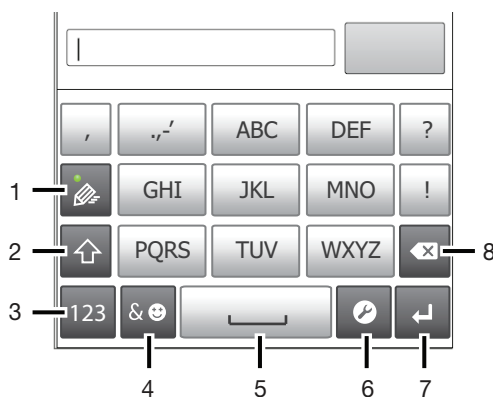 , .,-' ABC DEF ?
1 GHI JKL MNO !
2 PQRS TUV WXYZ 8
3 123 &
4 5 6 7